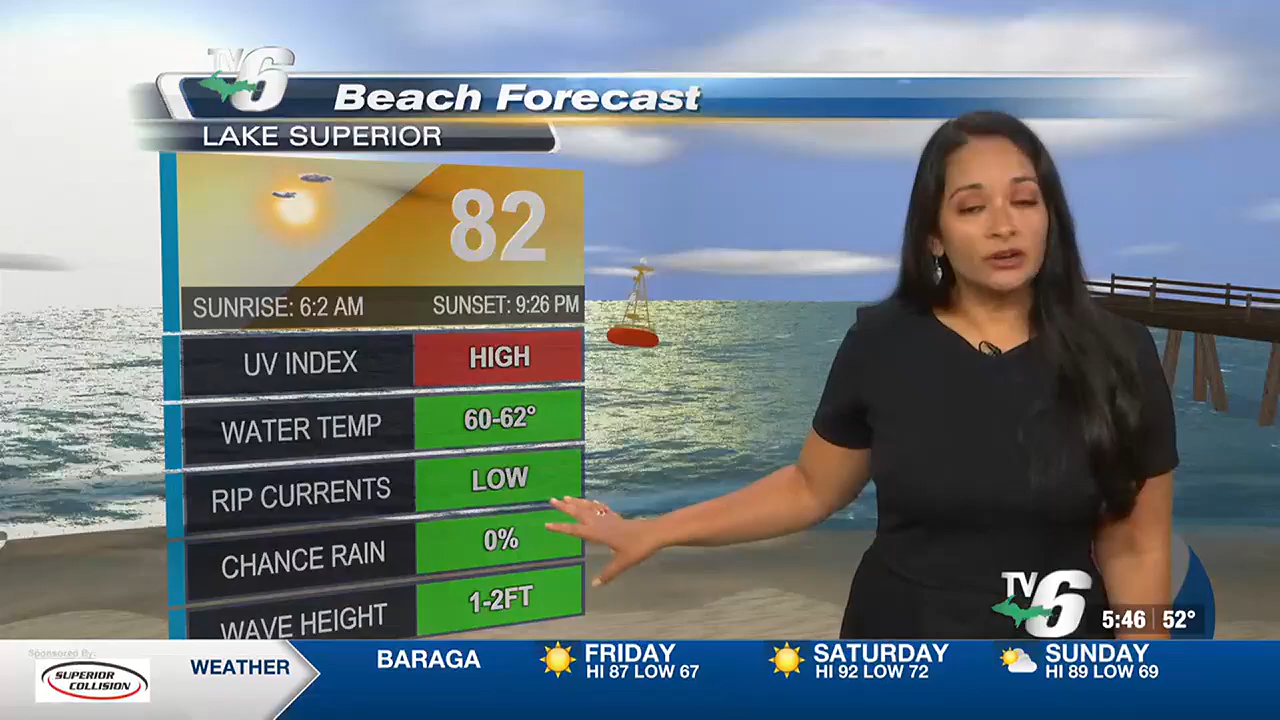 TV6
Beach Forecast
LAKE SUPERIOR
82
SUNRISE: 6:2 AM
SUNSET: 9:26 PM
UV INDEX
HIGH
WATER TEMP
60-62°
RIP CURRENTS
LOW
CHANCE RAIN
0%
WAVE HEIGHT
1-2FT
TV6
5:46 52°
Sponsored By:
SUPERIOR
COLLISION
WEATHER
BARAGA
FRIDAY
HI 87 LOW 67
SATURDAY
HI 92 LOW 72
SUNDAY
HI 89 LOW 69